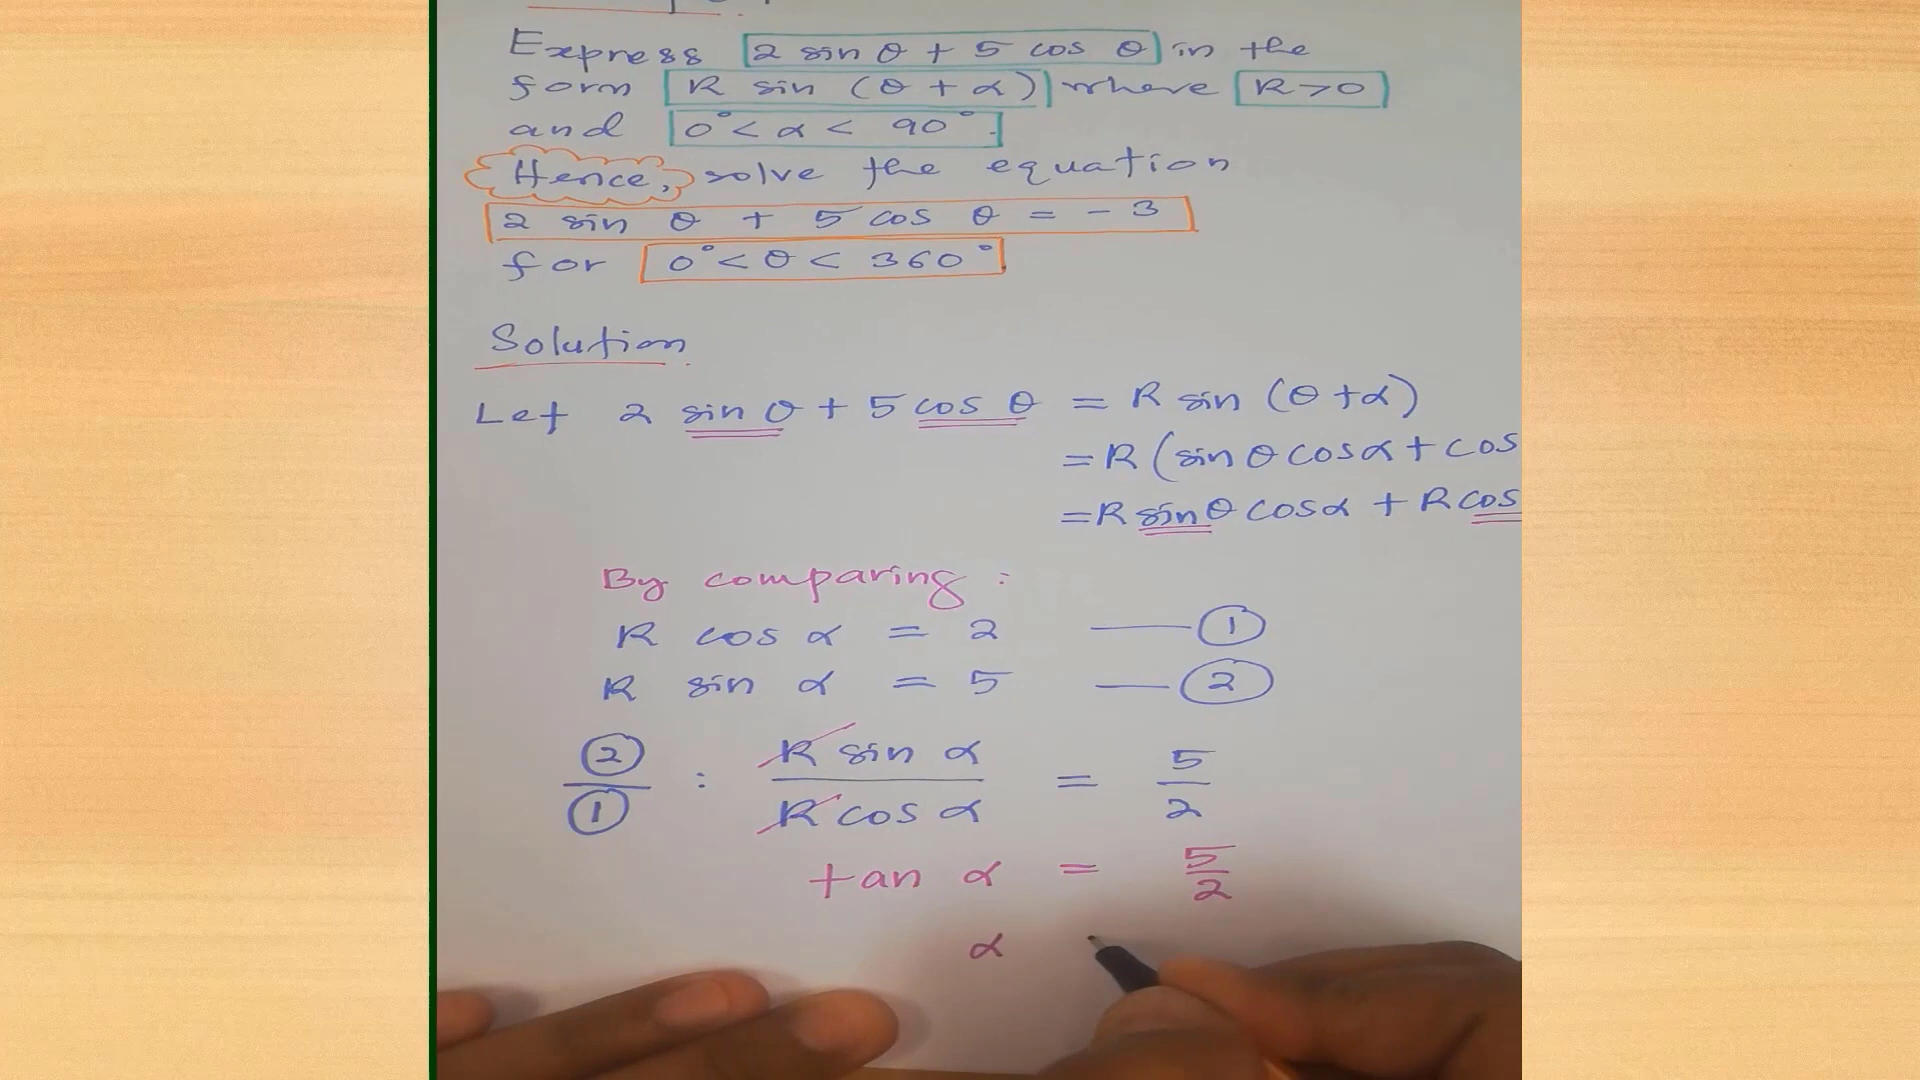 Express 2 sin θ + 5 cos θ in the
form R sin (θ + α) where R > 0
and 0° < α < 90°.
Hence, solve the equation
2 sin θ + 5 cos θ = - 3
for 0° < θ < 360°
Solution
Let 2 sin θ + 5 cos θ = R sin (θ + α)
= R (sin θ cos α + cos
= R sin θ cos α + R cos
By comparing :
R cos α = 2 —— ①
R sin α = 5 —— ②
②/① : R sin α / R cos α = 5/2
tan α = 5/2
α